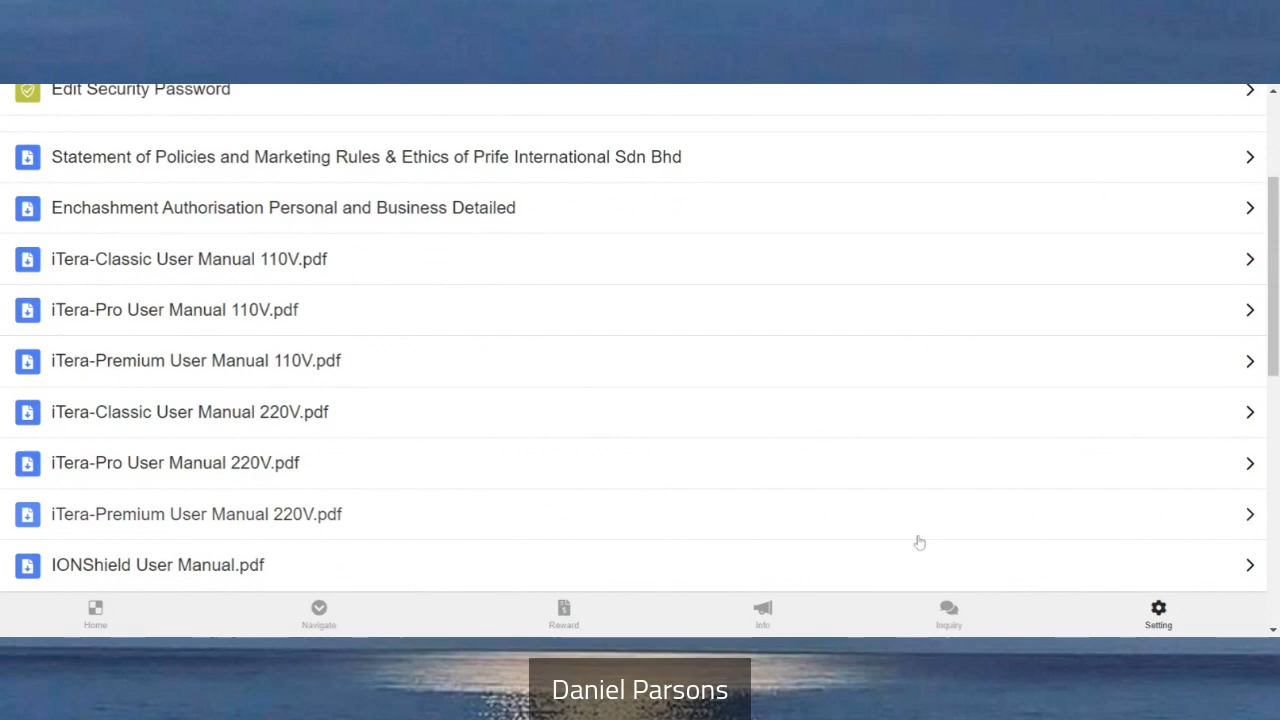 Edit Security Password
Statement of Policies and Marketing Rules & Ethics of Prife International Sdn Bhd
Enchashment Authorisation Personal and Business Detailed
iTera-Classic User Manual 110V.pdf
iTera-Pro User Manual 110V.pdf
iTera-Premium User Manual 110V.pdf
iTera-Classic User Manual 220V.pdf
iTera-Pro User Manual 220V.pdf
iTera-Premium User Manual 220V.pdf
IONShield User Manual.pdf
Home Navigate Reward Info Inquiry Setting
Daniel Parsons